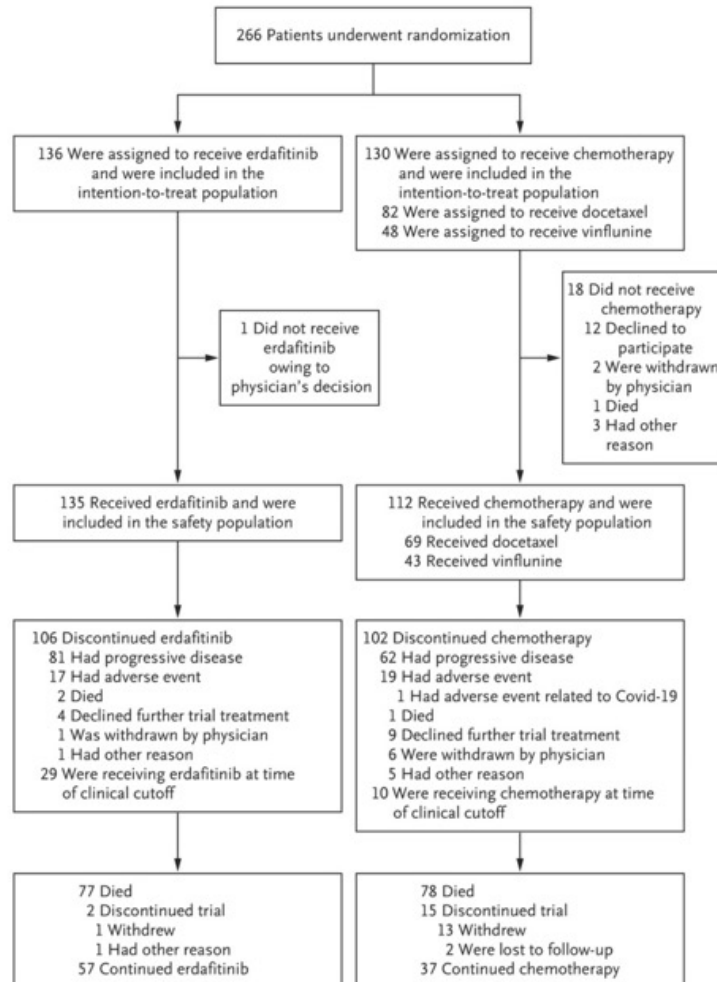 266 Patients underwent randomization
136 Were assigned to receive erdafitinib
and were included in the
intention-to-treat population
130 Were assigned to receive chemotherapy
and were included in the
intention-to-treat population
82 Were assigned to receive docetaxel
48 Were assigned to receive vinflunine
1 Did not receive
erdafitinib
owing to
physician's decision
18 Did not receive
chemotherapy
12 Declined to
participate
2 Were withdrawn
by physician
1 Died
3 Had other
reason
135 Received erdafitinib and were
included in the safety population
112 Received chemotherapy and were
included in the safety population
69 Received docetaxel
43 Received vinflunine
106 Discontinued erdafitinib
81 Had progressive disease
17 Had adverse event
2 Died
4 Declined further trial treatment
1 Was withdrawn by physician
1 Had other reason
29 Were receiving erdafitinib at time
of clinical cutoff
102 Discontinued chemotherapy
62 Had progressive disease
19 Had adverse event
1 Had adverse event related to Covid-19
1 Died
9 Declined further trial treatment
6 Were withdrawn by physician
5 Had other reason
10 Were receiving chemotherapy at time
of clinical cutoff
77 Died
2 Discontinued trial
1 Withdrew
1 Had other reason
57 Continued erdafitinib
78 Died
15 Discontinued trial
13 Withdrew
2 Were lost to follow-up
37 Continued chemotherapy